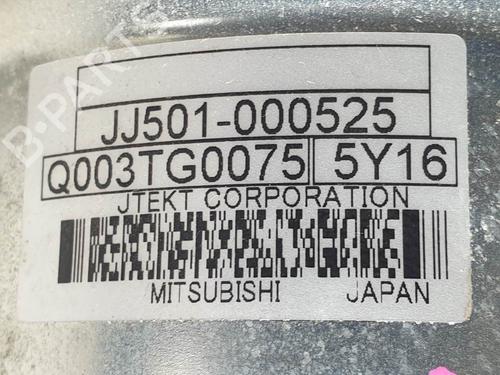 JJ501-000525
Q003TG0075 5Y16
JTEKT CORPORATION
MITSUBISHI JAPAN
B-PARTS